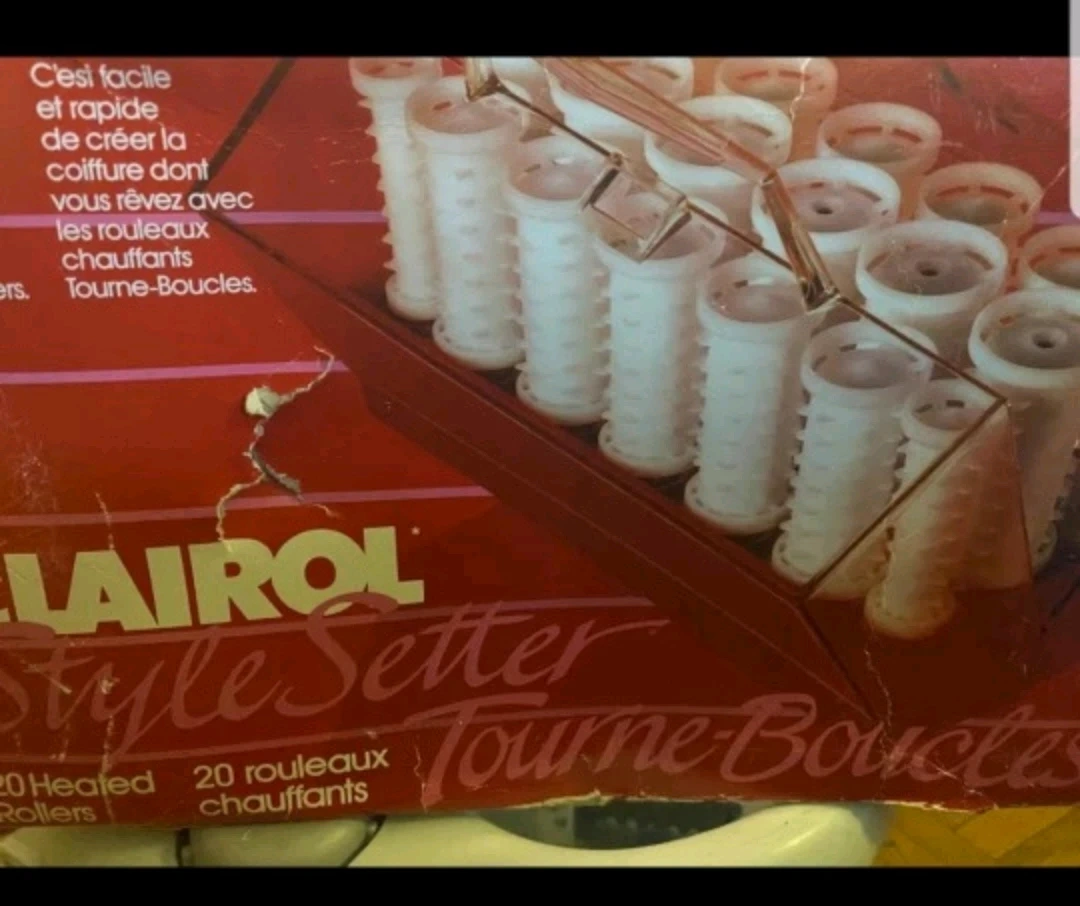 C'est facile
et rapide
de créer la
coiffure dont
vous rêvez avec
les rouleaux
chauffants
ers. Tourne-Boucles.
CLAIROL*
Style Setter
Tourne-Boucles
20 Heated 20 rouleaux
Rollers chauffants